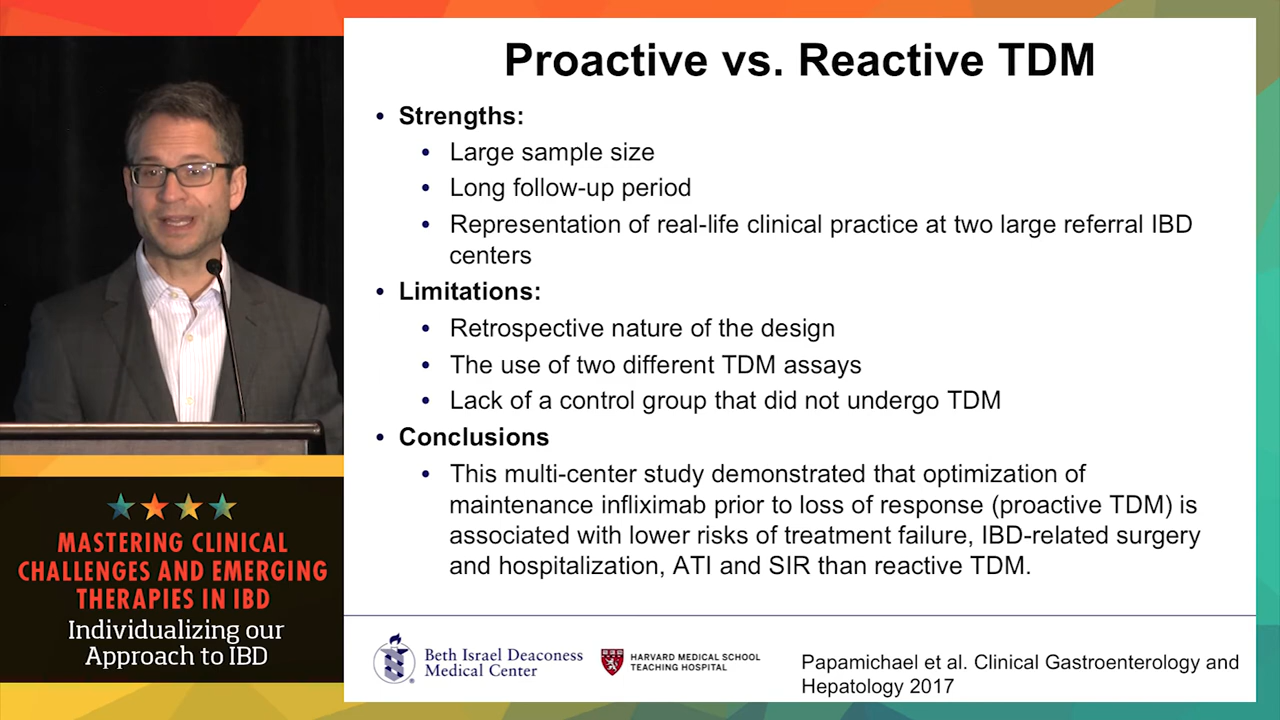 Proactive vs. Reactive TDM
• Strengths:
• Large sample size
• Long follow-up period
• Representation of real-life clinical practice at two large referral IBD
centers
• Limitations:
• Retrospective nature of the design
• The use of two different TDM assays
• Lack of a control group that did not undergo TDM
• Conclusions
• This multi-center study demonstrated that optimization of
maintenance infliximab prior to loss of response (proactive TDM) is
associated with lower risks of treatment failure, IBD-related surgery
and hospitalization, ATI and SIR than reactive TDM.
MASTERING CLINICAL
CHALLENGES AND EMERGING
THERAPIES IN IBD
Individualizing our
Approach to IBD
Beth Israel Deaconess
Medical Center
HARVARD MEDICAL SCHOOL
TEACHING HOSPITAL
Papamichael et al. Clinical Gastroenterology and
Hepatology 2017